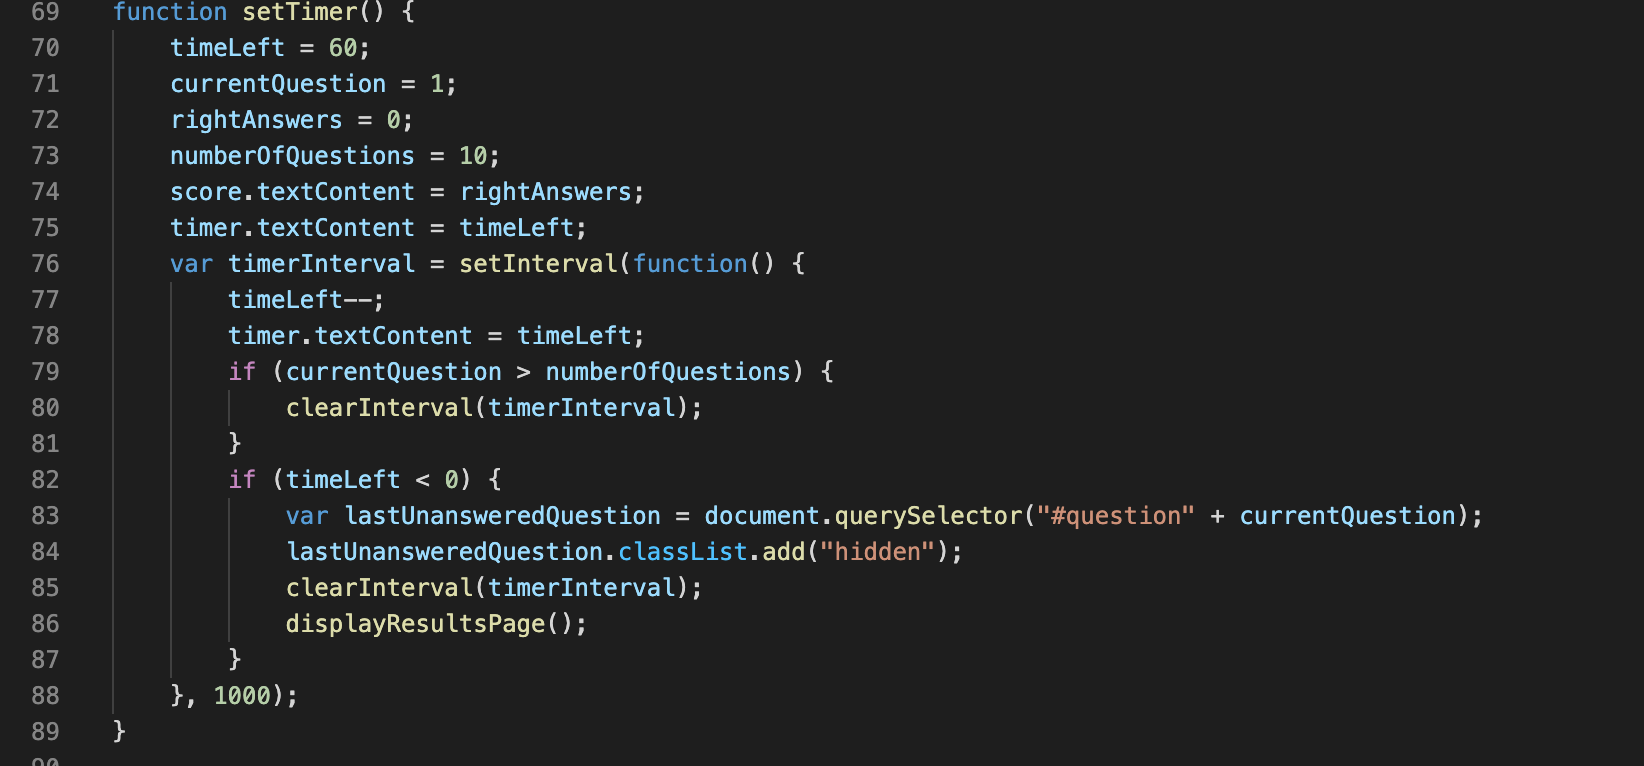 69 function setTimer() {
70 timeLeft = 60;
71 currentQuestion = 1;
72 rightAnswers = 0;
73 numberOfQuestions = 10;
74 score.textContent = rightAnswers;
75 timer.textContent = timeLeft;
76 var timerInterval = setInterval(function() {
77 timeLeft--;
78 timer.textContent = timeLeft;
79 if (currentQuestion > numberOfQuestions) {
80 clearInterval(timerInterval);
81 }
82 if (timeLeft < 0) {
83 var lastUnansweredQuestion = document.querySelector("#question" + currentQuestion);
84 lastUnansweredQuestion.classList.add("hidden");
85 clearInterval(timerInterval);
86 displayResultsPage();
87 }
88 }, 1000);
89 }
90